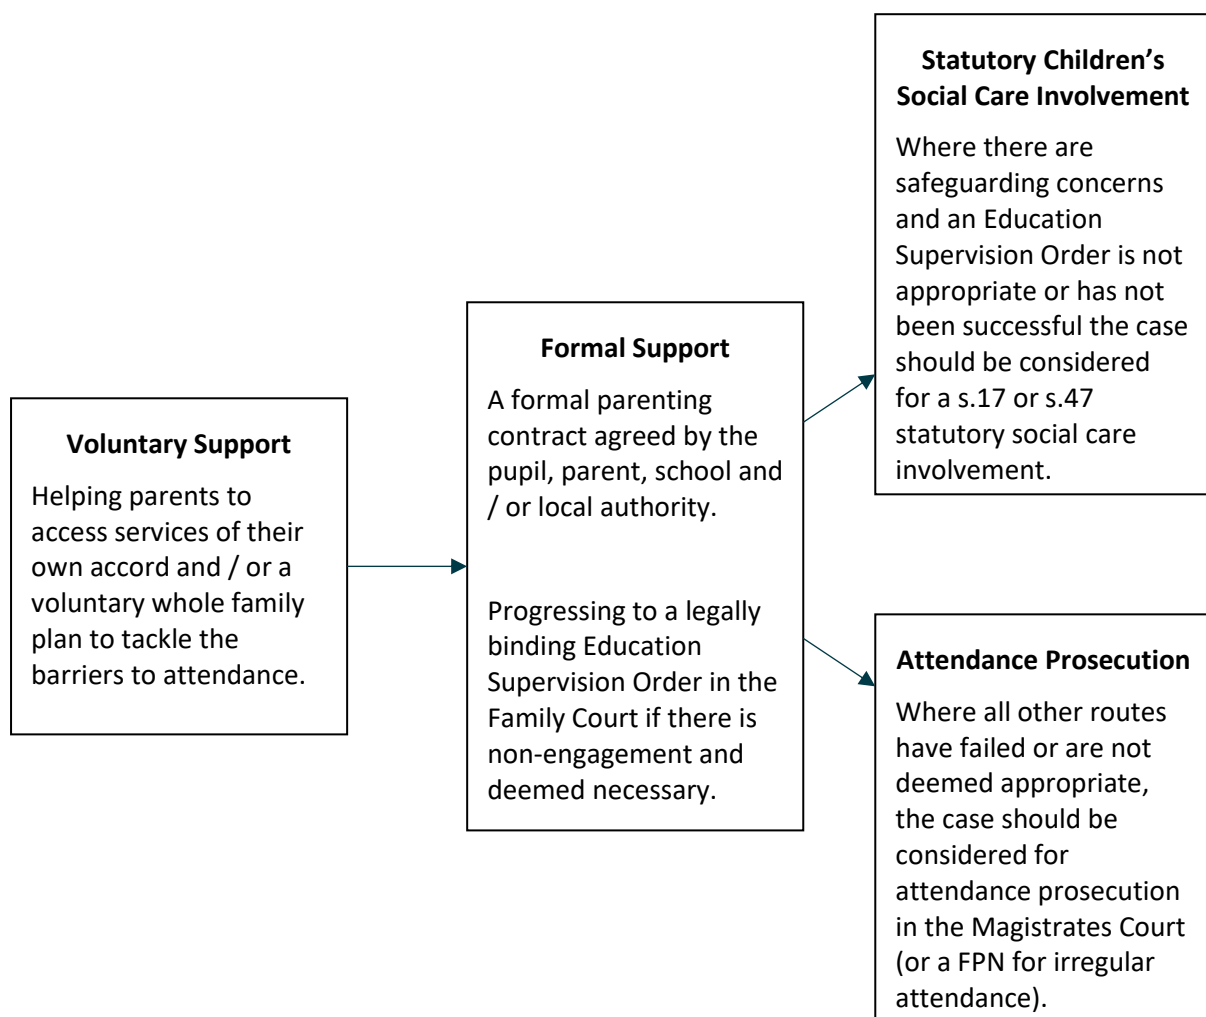 Voluntary Support
Helping parents to
access services of their
own accord and / or a
voluntary whole family
plan to tackle the
barriers to attendance.
Formal Support
A formal parenting
contract agreed by the
pupil, parent, school and
/ or local authority.
Progressing to a legally
binding Education
Supervision Order in the
Family Court if there is
non-engagement and
deemed necessary.
Statutory Children’s
Social Care Involvement
Where there are
safeguarding concerns
and an Education
Supervision Order is not
appropriate or has not
been successful the case
should be considered
for a s.17 or s.47
statutory social care
involvement.
Attendance Prosecution
Where all other routes
have failed or are not
deemed appropriate,
the case should be
considered for
attendance prosecution
in the Magistrates Court
(or a FPN for irregular
attendance).